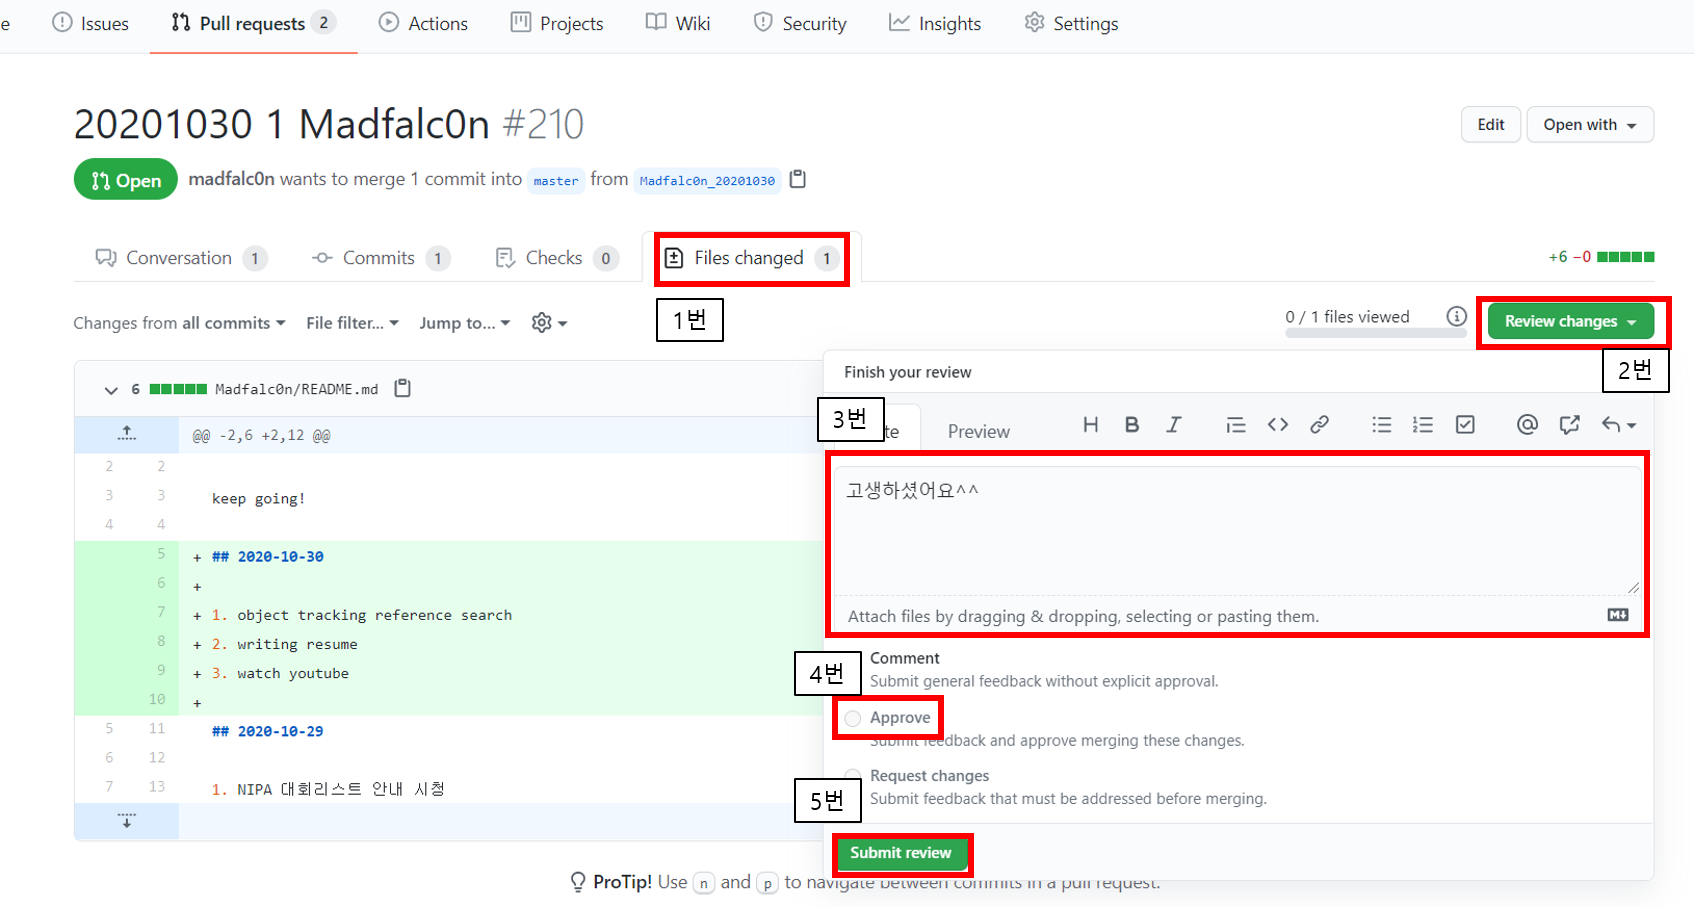 e Issues Pull requests 2 Actions Projects Wiki Security Insights Settings
20201030 1 Madfalc0n #210
Edit Open with
Open madfalc0n wants to merge 1 commit into master from Madfalc0n_20201030
Conversation 1 Commits 1 Checks 0 Files changed 1 +6 −0
1번
Changes from all commits File filter... Jump to... 0 / 1 files viewed Review changes
2번
6 Madfalc0n/README.md
@@ -2,6 +2,12 @@
2 2
3 3 keep going!
4 4
5 + ## 2020-10-30
6 +
7 + 1. object tracking reference search
8 + 2. writing resume
9 + 3. watch youtube
10 +
5 11 ## 2020-10-29
6 12
7 13 1. NIPA 대회리스트 안내 시청
Finish your review
3번
te Preview H B I
고생하셨어요^^
Attach files by dragging & dropping, selecting or pasting them.
4번
Comment
Submit general feedback without explicit approval.
Approve
Submit feedback and approve merging these changes.
Request changes
Submit feedback that must be addressed before merging.
5번
Submit review
ProTip! Use n and p to navigate between commits in a pull request.